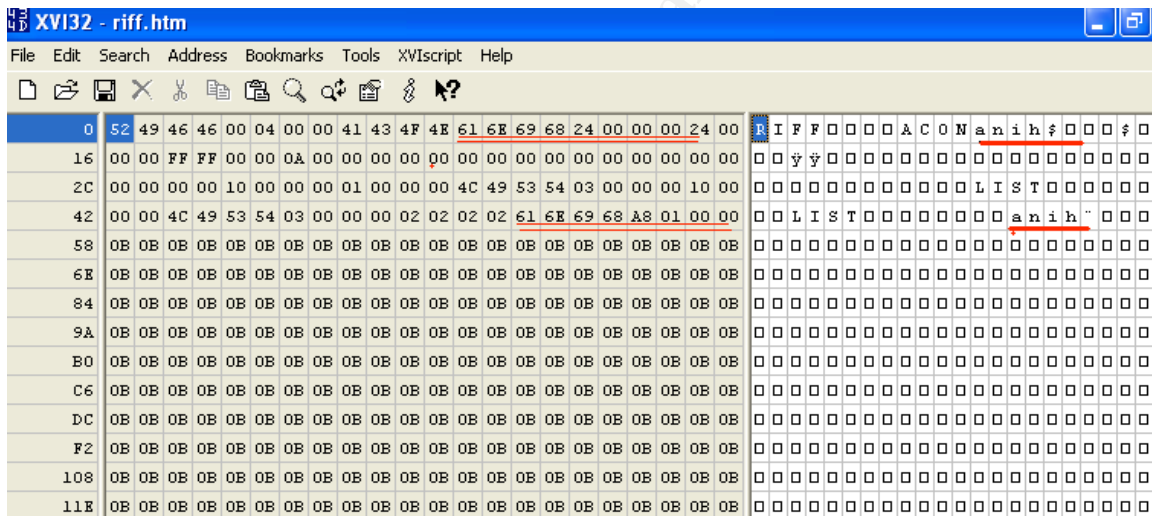 XVI32 - riff.htm
File Edit Search Address Bookmarks Tools XVIscript Help
0 52 49 46 46 00 04 00 00 41 43 4F 4E 61 6E 69 68 24 00 00 00 24 00 R I F F □ □ □ □ A C O N a n i h $ □ □ □ $ □
16 00 00 FF FF 00 00 0A 00 00 00 00 00 00 00 00 00 00 00 00 00 00 00 □ □ ÿ ÿ □ □ □ □ □ □ □ □ □ □ □ □ □ □ □ □ □ □
2C 00 00 00 00 10 00 00 00 01 00 00 00 4C 49 53 54 03 00 00 00 10 00 □ □ □ □ □ □ □ □ □ □ □ □ L I S T □ □ □ □ □ □
42 00 00 4C 49 53 54 03 00 00 00 02 02 02 02 61 6E 69 68 A8 01 00 00 □ □ L I S T □ □ □ □ □ □ □ □ a n i h ¨ □ □ □
58 0B 0B 0B 0B 0B 0B 0B 0B 0B 0B 0B 0B 0B 0B 0B 0B 0B 0B 0B 0B 0B 0B □ □ □ □ □ □ □ □ □ □ □ □ □ □ □ □ □ □ □ □ □ □
6E 0B 0B 0B 0B 0B 0B 0B 0B 0B 0B 0B 0B 0B 0B 0B 0B 0B 0B 0B 0B 0B 0B □ □ □ □ □ □ □ □ □ □ □ □ □ □ □ □ □ □ □ □ □ □
84 0B 0B 0B 0B 0B 0B 0B 0B 0B 0B 0B 0B 0B 0B 0B 0B 0B 0B 0B 0B 0B 0B □ □ □ □ □ □ □ □ □ □ □ □ □ □ □ □ □ □ □ □ □ □
9A 0B 0B 0B 0B 0B 0B 0B 0B 0B 0B 0B 0B 0B 0B 0B 0B 0B 0B 0B 0B 0B 0B □ □ □ □ □ □ □ □ □ □ □ □ □ □ □ □ □ □ □ □ □ □
B0 0B 0B 0B 0B 0B 0B 0B 0B 0B 0B 0B 0B 0B 0B 0B 0B 0B 0B 0B 0B 0B 0B □ □ □ □ □ □ □ □ □ □ □ □ □ □ □ □ □ □ □ □ □ □
C6 0B 0B 0B 0B 0B 0B 0B 0B 0B 0B 0B 0B 0B 0B 0B 0B 0B 0B 0B 0B 0B 0B □ □ □ □ □ □ □ □ □ □ □ □ □ □ □ □ □ □ □ □ □ □
DC 0B 0B 0B 0B 0B 0B 0B 0B 0B 0B 0B 0B 0B 0B 0B 0B 0B 0B 0B 0B 0B 0B □ □ □ □ □ □ □ □ □ □ □ □ □ □ □ □ □ □ □ □ □ □
F2 0B 0B 0B 0B 0B 0B 0B 0B 0B 0B 0B 0B 0B 0B 0B 0B 0B 0B 0B 0B 0B 0B □ □ □ □ □ □ □ □ □ □ □ □ □ □ □ □ □ □ □ □ □ □
108 0B 0B 0B 0B 0B 0B 0B 0B 0B 0B 0B 0B 0B 0B 0B 0B 0B 0B 0B 0B 0B 0B □ □ □ □ □ □ □ □ □ □ □ □ □ □ □ □ □ □ □ □ □ □
11E 0B 0B 0B 0B 0B 0B 0B 0B 0B 0B 0B 0B 0B 0B 0B 0B 0B 0B 0B 0B 0B 0B □ □ □ □ □ □ □ □ □ □ □ □ □ □ □ □ □ □ □ □ □ □